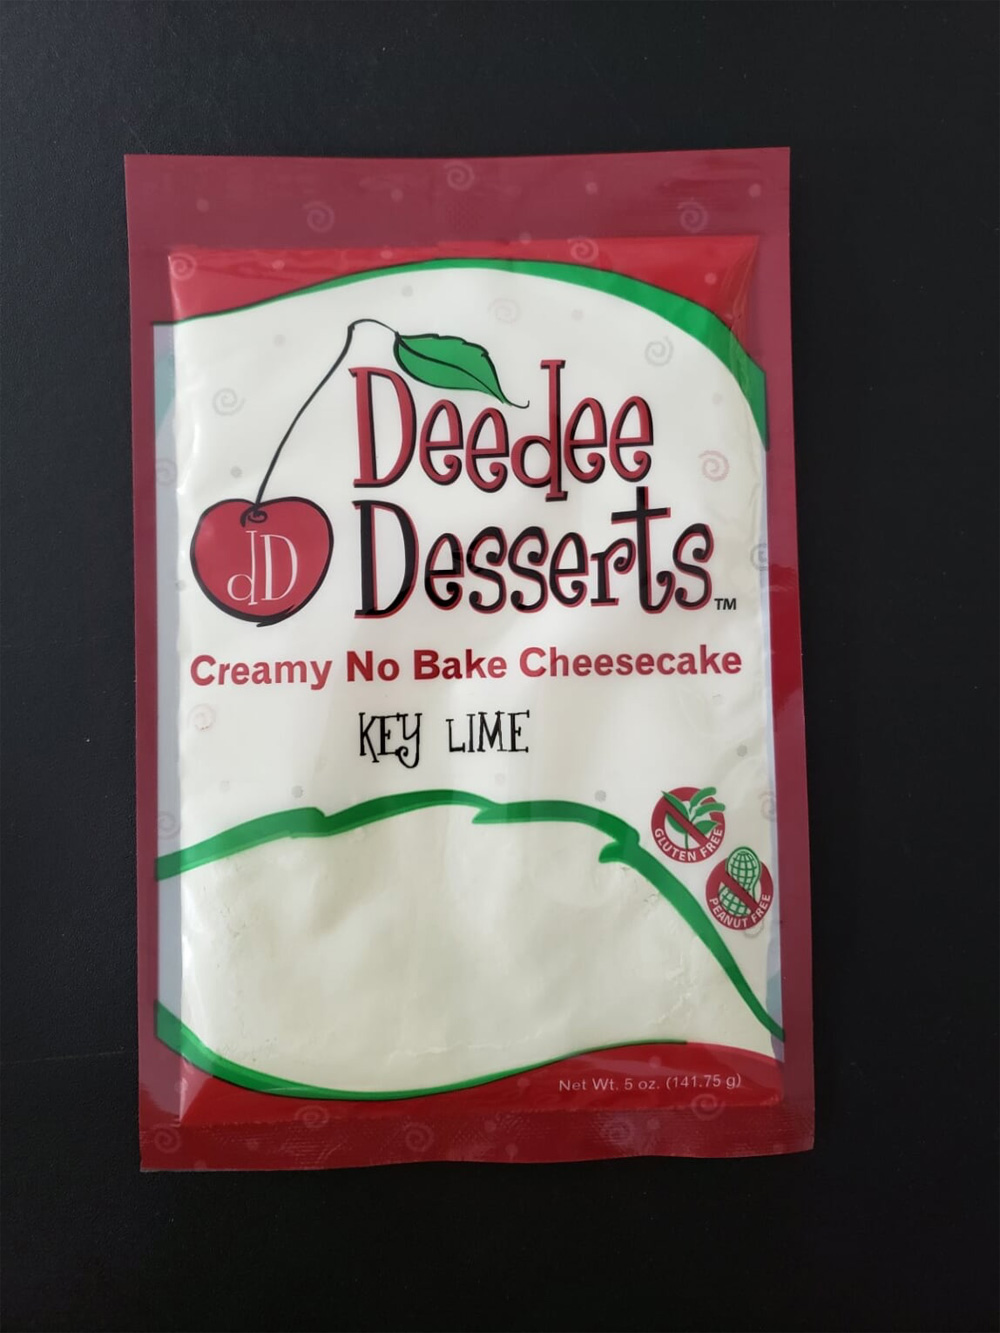 Deedee
Desserts™
dD
Creamy No Bake Cheesecake
KEY LIME
GLUTEN FREE
PEANUT FREE
Net Wt. 5 oz. (141.75 g)